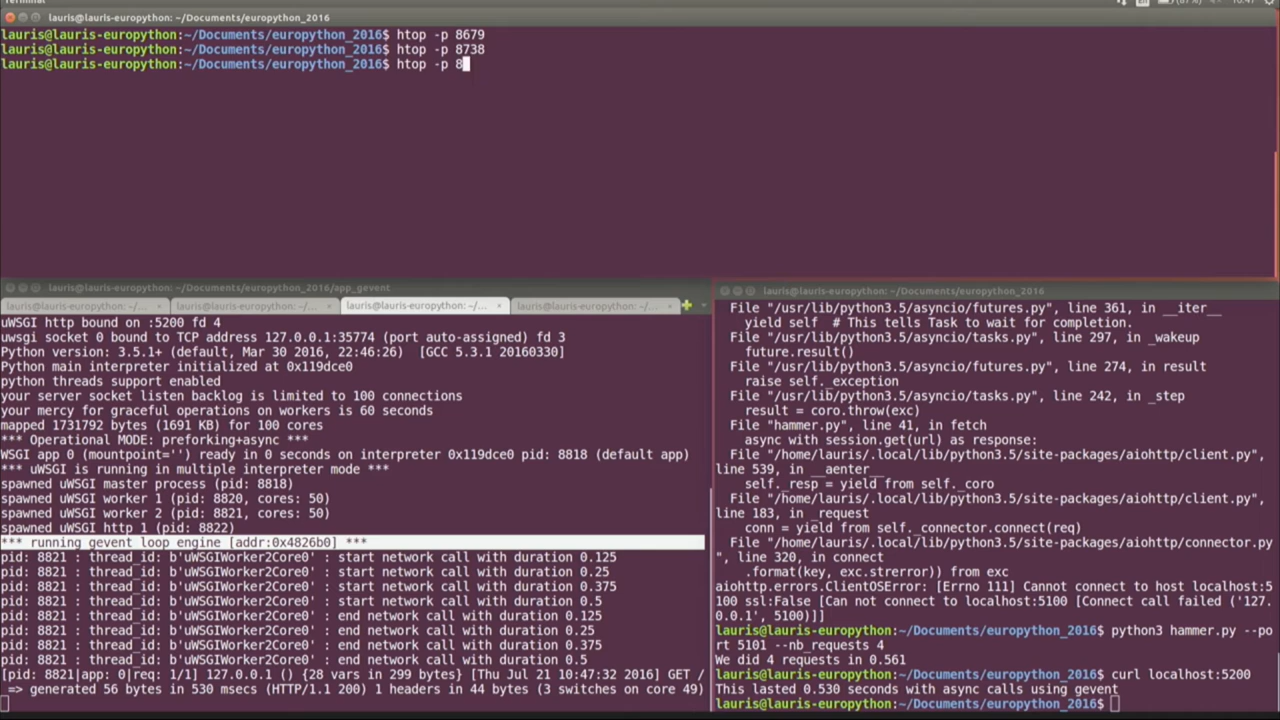 Terminal
lauris@lauris-europython: ~/Documents/europython_2016
lauris@lauris-europython:~/Documents/europython_2016$ htop -p 8679
lauris@lauris-europython:~/Documents/europython_2016$ htop -p 8738
lauris@lauris-europython:~/Documents/europython_2016$ htop -p 8
lauris@lauris-europython: ~/Documents/europython_2016/app_gevent
lauris@lauris-europython: ~/...
lauris@lauris-europython: ~/...
lauris@lauris-europython: ~/...
lauris@lauris-europython: ~/...
uWSGI http bound on :5200 fd 4
uwsgi socket 0 bound to TCP address 127.0.0.1:35774 (port auto-assigned) fd 3
Python version: 3.5.1+ (default, Mar 30 2016, 22:46:26)  [GCC 5.3.1 20160330]
Python main interpreter initialized at 0x119dce0
python threads support enabled
your server socket listen backlog is limited to 100 connections
your mercy for graceful operations on workers is 60 seconds
mapped 1731792 bytes (1691 KB) for 100 cores
*** Operational MODE: preforking+async ***
WSGI app 0 (mountpoint='') ready in 0 seconds on interpreter 0x119dce0 pid: 8818 (default app)
*** uWSGI is running in multiple interpreter mode ***
spawned uWSGI master process (pid: 8818)
spawned uWSGI worker 1 (pid: 8820, cores: 50)
spawned uWSGI worker 2 (pid: 8821, cores: 50)
spawned uWSGI http 1 (pid: 8822)
*** running gevent loop engine [addr:0x4826b0] ***
pid: 8821 : thread_id: b'uWSGIWorker2Core0' : start network call with duration 0.125
pid: 8821 : thread_id: b'uWSGIWorker2Core0' : start network call with duration 0.25
pid: 8821 : thread_id: b'uWSGIWorker2Core0' : start network call with duration 0.375
pid: 8821 : thread_id: b'uWSGIWorker2Core0' : start network call with duration 0.5
pid: 8821 : thread_id: b'uWSGIWorker2Core0' : end network call with duration 0.125
pid: 8821 : thread_id: b'uWSGIWorker2Core0' : end network call with duration 0.25
pid: 8821 : thread_id: b'uWSGIWorker2Core0' : end network call with duration 0.375
pid: 8821 : thread_id: b'uWSGIWorker2Core0' : end network call with duration 0.5
[pid: 8821|app: 0|req: 1/1] 127.0.0.1 () {28 vars in 299 bytes} [Thu Jul 21 10:47:32 2016] GET /
 => generated 56 bytes in 530 msecs (HTTP/1.1 200) 1 headers in 44 bytes (3 switches on core 49)
lauris@lauris-europython: ~/Documents/europython_2016
File "/usr/lib/python3.5/asyncio/futures.py", line 361, in __iter__
yield self  # This tells Task to wait for completion.
File "/usr/lib/python3.5/asyncio/tasks.py", line 297, in _wakeup
future.result()
File "/usr/lib/python3.5/asyncio/futures.py", line 274, in result
raise self._exception
File "/usr/lib/python3.5/asyncio/tasks.py", line 242, in _step
result = coro.throw(exc)
File "hammer.py", line 41, in fetch
async with session.get(url) as response:
File "/home/lauris/.local/lib/python3.5/site-packages/aiohttp/client.py",
line 539, in __aenter__
self._resp = yield from self._coro
File "/home/lauris/.local/lib/python3.5/site-packages/aiohttp/client.py",
line 183, in _request
conn = yield from self._connector.connect(req)
File "/home/lauris/.local/lib/python3.5/site-packages/aiohttp/connector.py
", line 320, in connect
.format(key, exc.strerror)) from exc
aiohttp.errors.ClientOSError: [Errno 111] Cannot connect to host localhost:5
100 ssl:False [Can not connect to localhost:5100 [Connect call failed ('127.
0.0.1', 5100)]]
lauris@lauris-europython:~/Documents/europython_2016$ python3 hammer.py --po
rt 5101 --nb_requests 4
We did 4 requests in 0.561
lauris@lauris-europython:~/Documents/europython_2016$ curl localhost:5200
This lasted 0.530 seconds with async calls using gevent
lauris@lauris-europython:~/Documents/europython_2016$